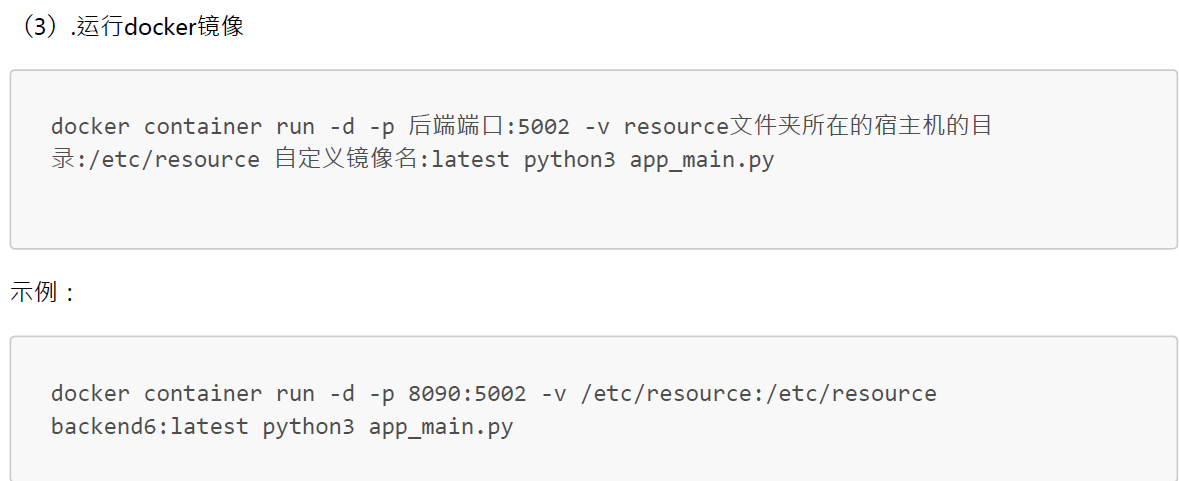 （3）.运行docker镜像
docker container run -d -p 后端端口:5002 -v resource文件夹所在的宿主机的目
录:/etc/resource 自定义镜像名:latest python3 app_main.py
示例：
docker container run -d -p 8090:5002 -v /etc/resource:/etc/resource
backend6:latest python3 app_main.py